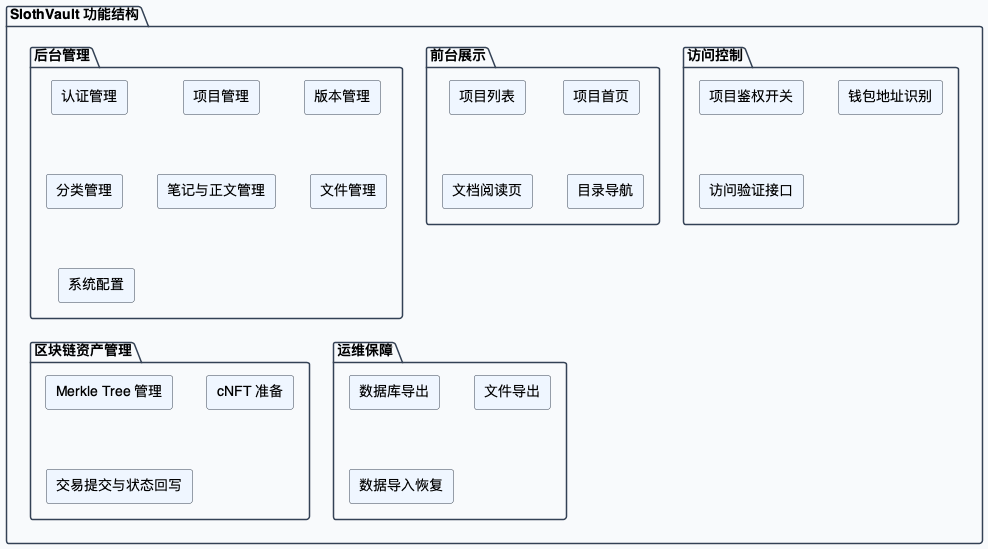 SlothVault 功能结构
后台管理
认证管理
项目管理
版本管理
分类管理
笔记与正文管理
文件管理
系统配置
前台展示
项目列表
项目首页
文档阅读页
目录导航
访问控制
项目鉴权开关
钱包地址识别
访问验证接口
区块链资产管理
Merkle Tree 管理
cNFT 准备
交易提交与状态回写
运维保障
数据库导出
文件导出
数据导入恢复